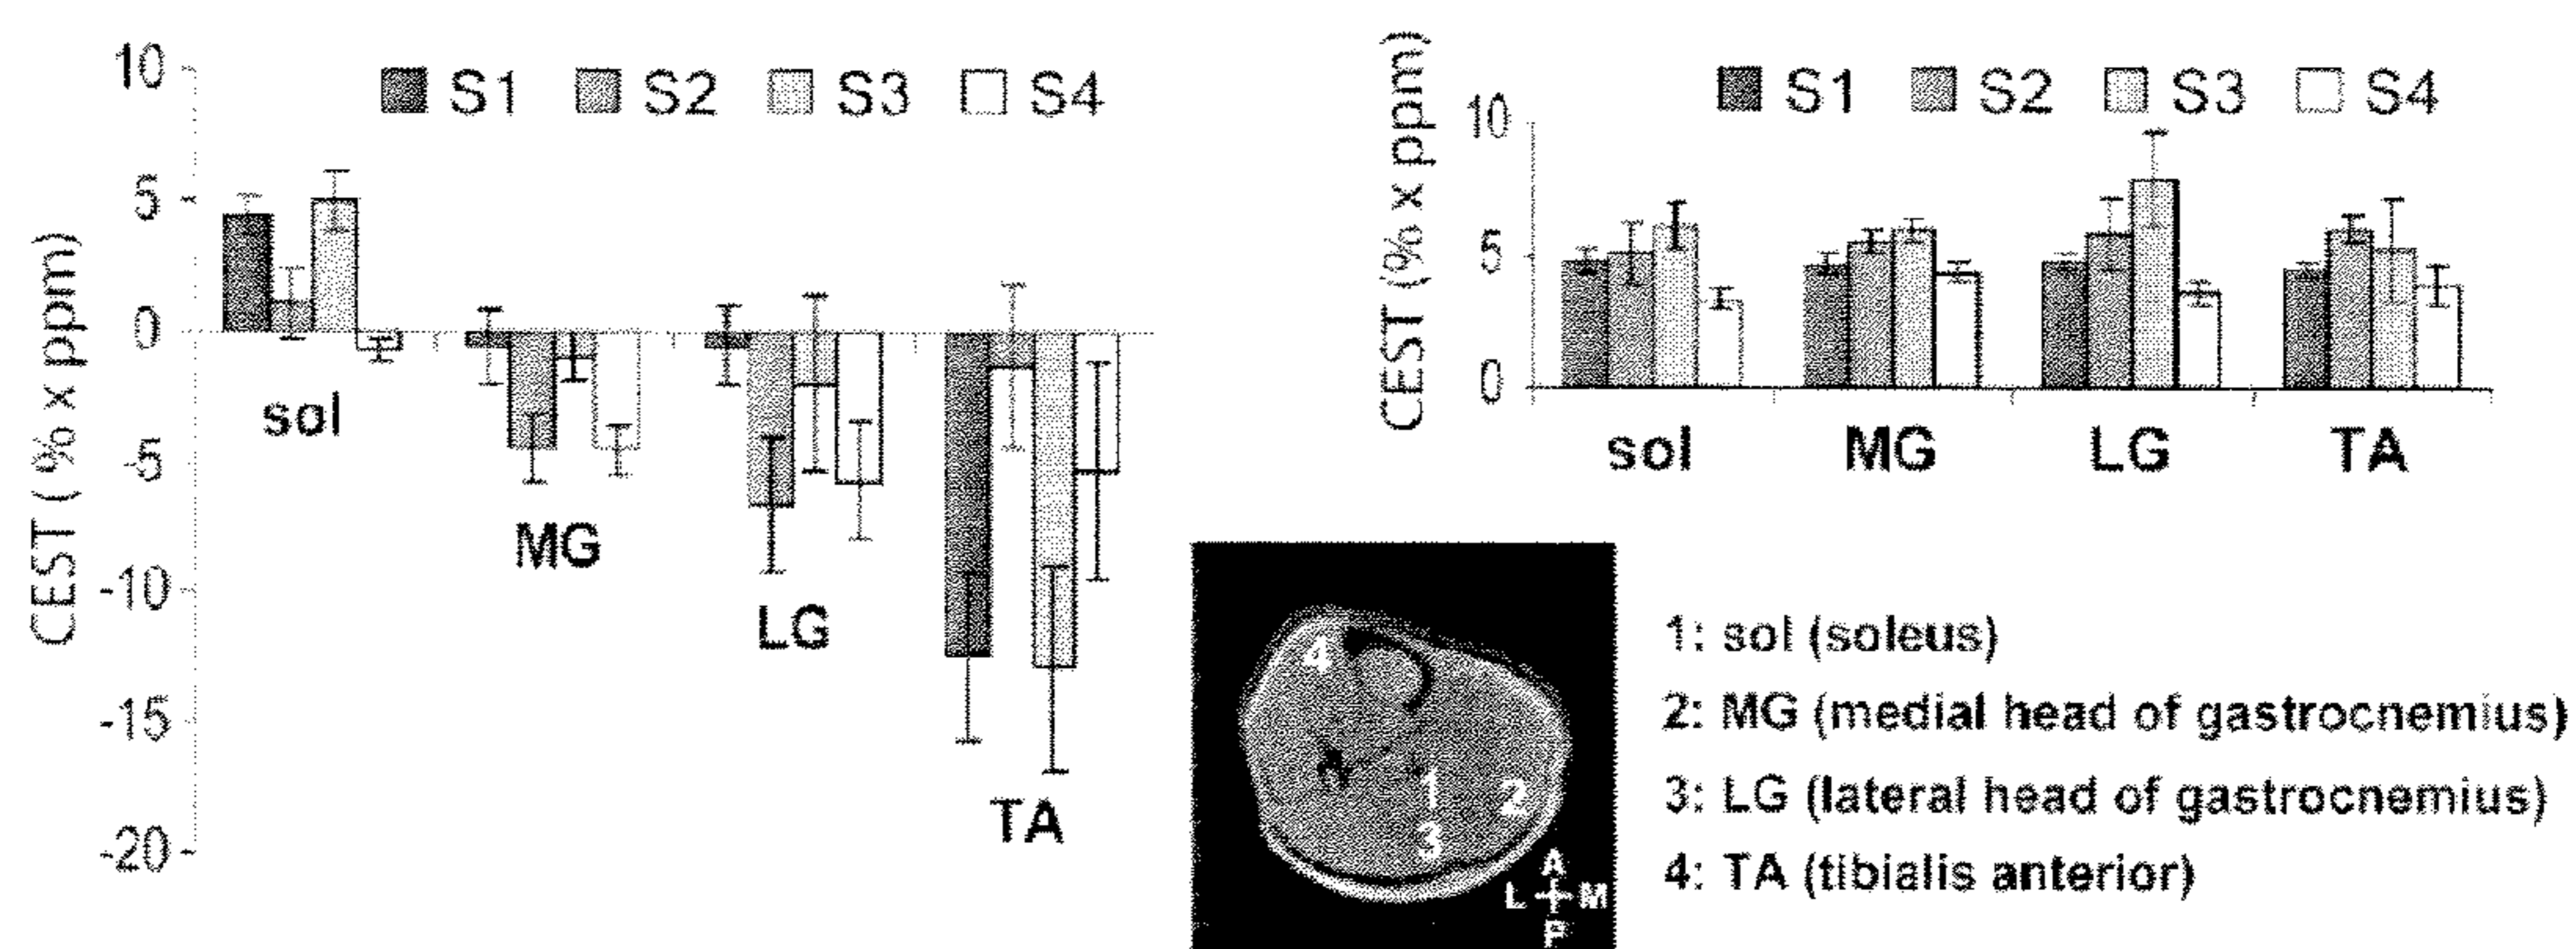 CEST (% x ppm)
10
5
0
-5
-10
-15
-20
S1 S2 S3 S4
sol
MG
LG
TA
CEST (% x ppm)
10
5
0
S1 S2 S3 S4
sol MG LG TA
4
1
2
3
A
L M
P
1: sol (soleus)
2: MG (medial head of gastrocnemius)
3: LG (lateral head of gastrocnemius)
4: TA (tibialis anterior)